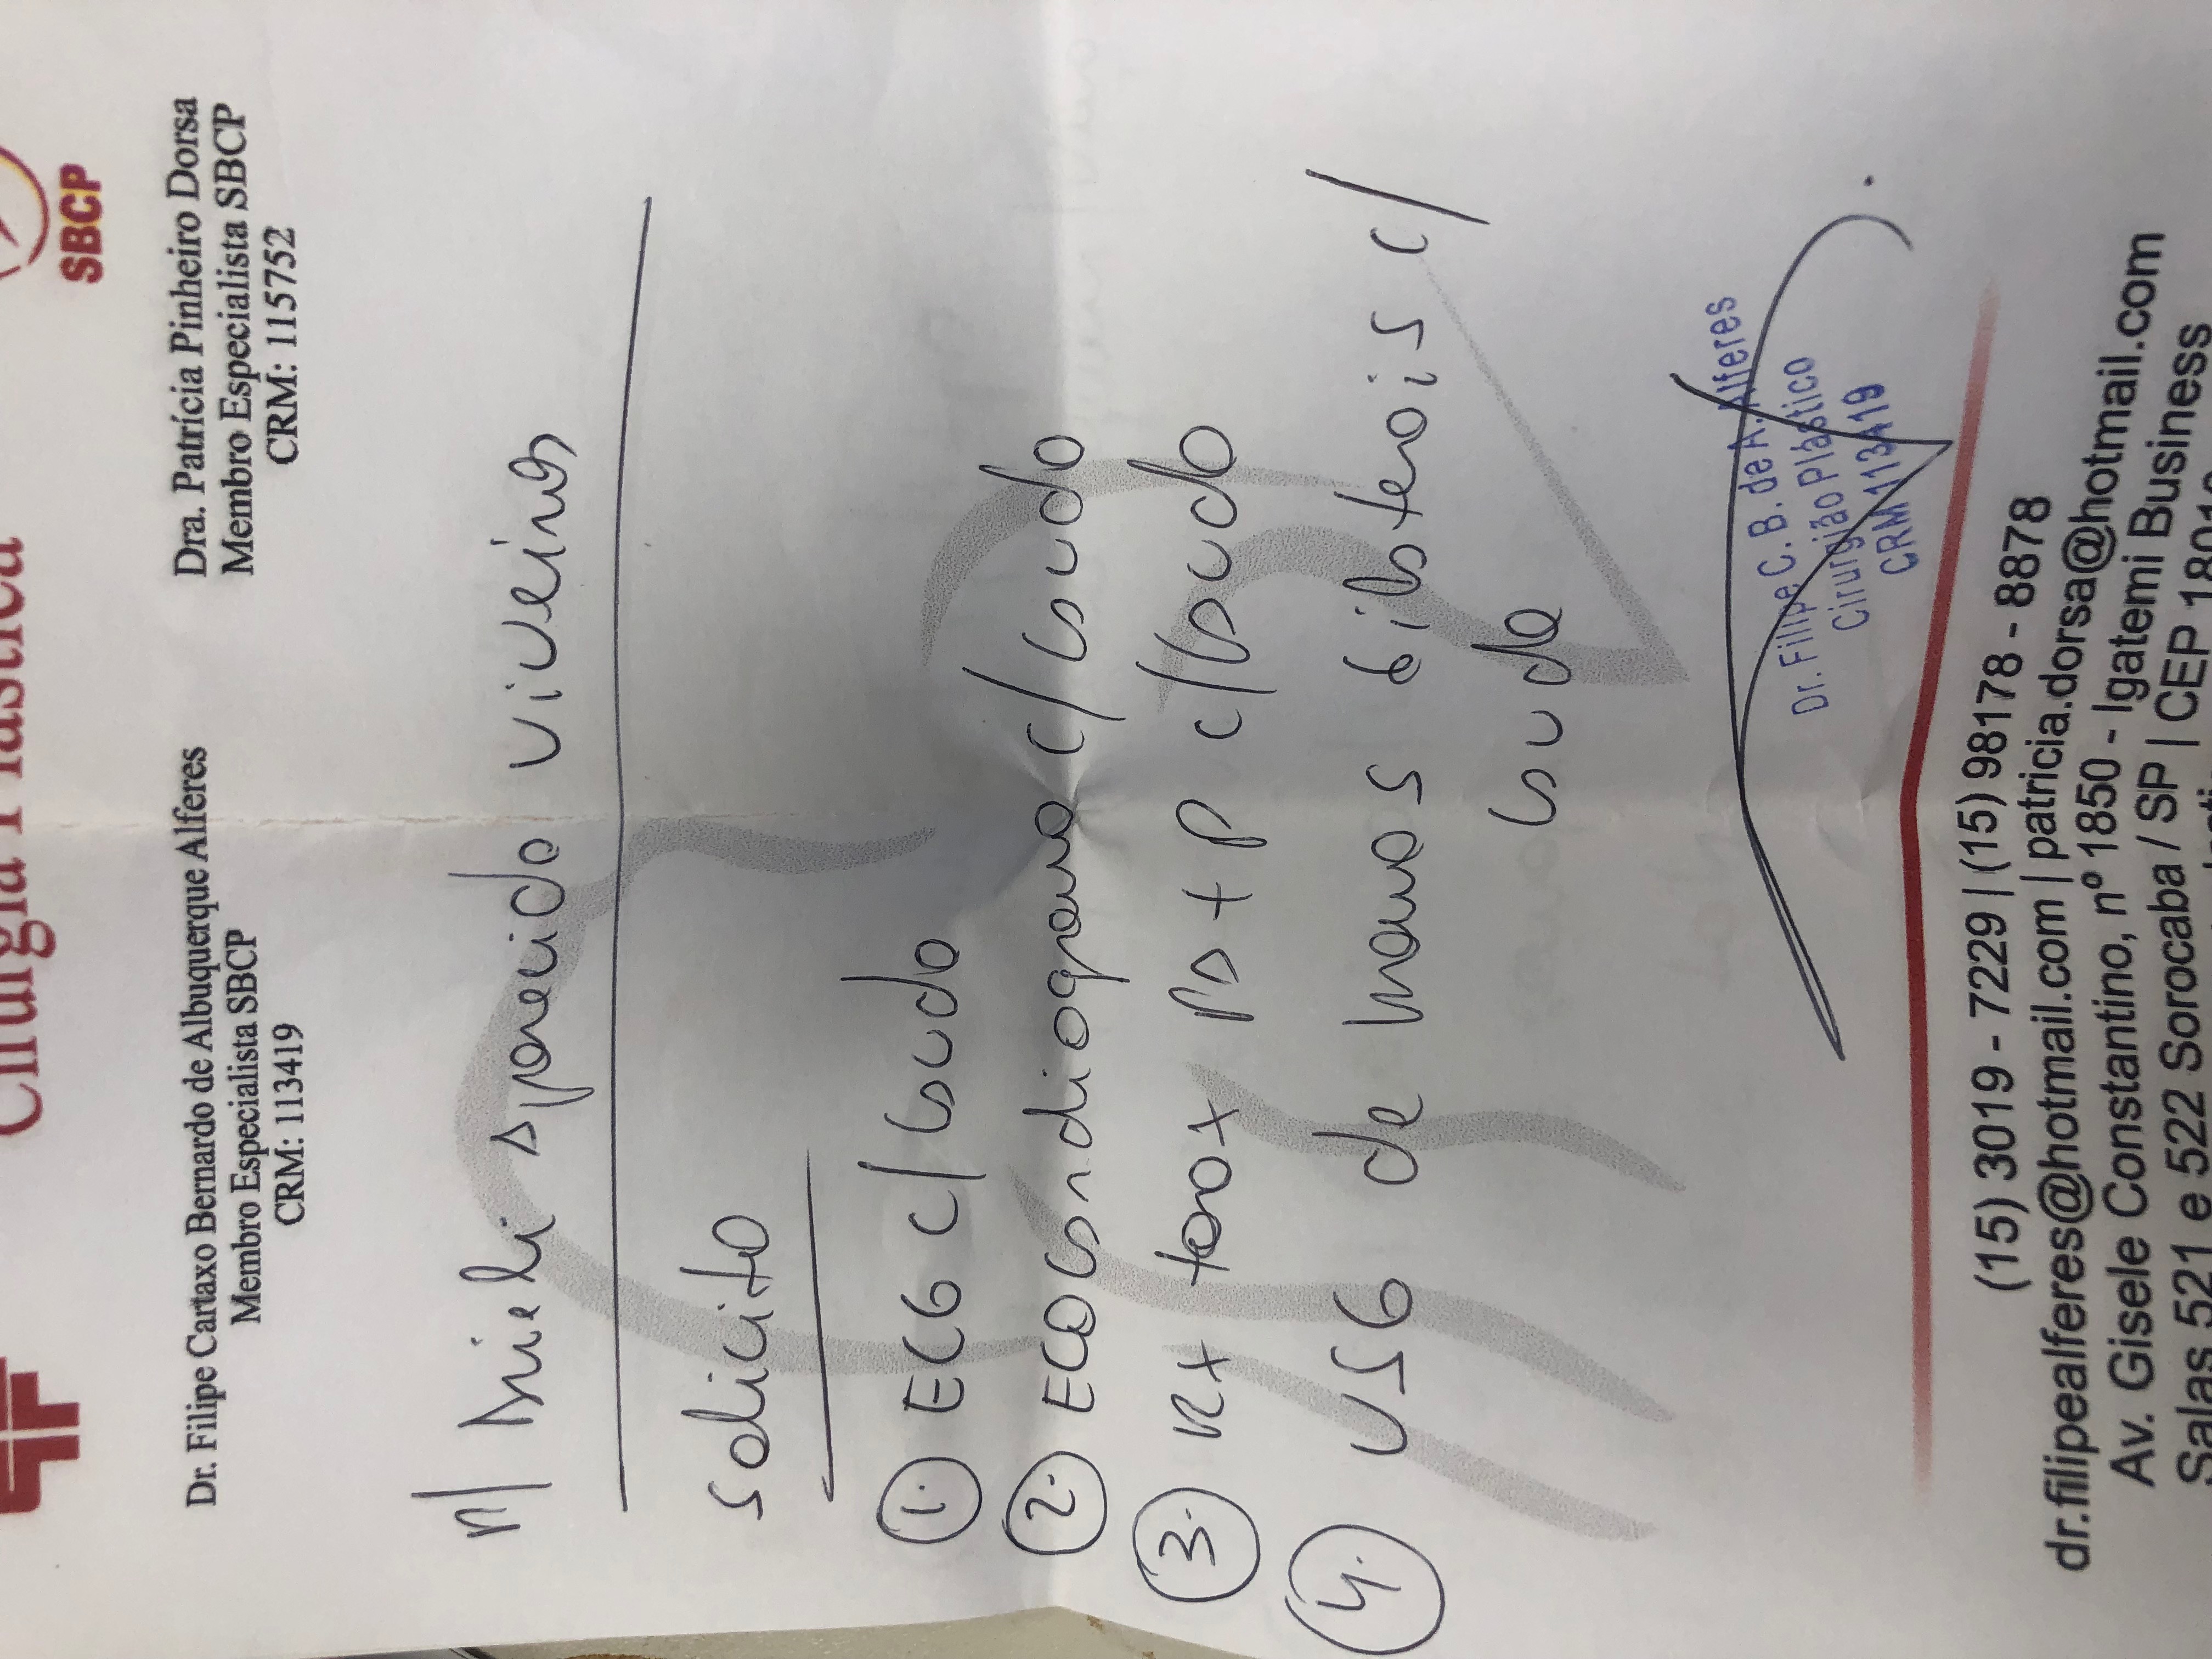 Cirurgia Plástica
SBCP
Dr. Filipe Cartaxo Bernardo de Albuquerque Alferes
Membro Especialista SBCP
CRM: 113419
Dra. Patrícia Pinheiro Dorsa
Membro Especialista SBCP
CRM: 115752
P/ Arieli Aparecida Viveiros
Solicito
1. ECG c/ laudo
2. Ecocardiograma c/ laudo
3. RX torax PA + P c/ laudo
4. USG de mamas bilaterais c/
laudo
Dr. Filipe C. B. de A. Alferes
Cirurgião Plástico
CRM 113419
(15) 3019 - 7229 | (15) 98178 - 8878
dr.filipealferes@hotmail.com | patricia.dorsa@hotmail.com
Av. Gisele Constantino, nº 1850 - Igatemi Business
Salas 521 e 522 Sorocaba / SP | CEP